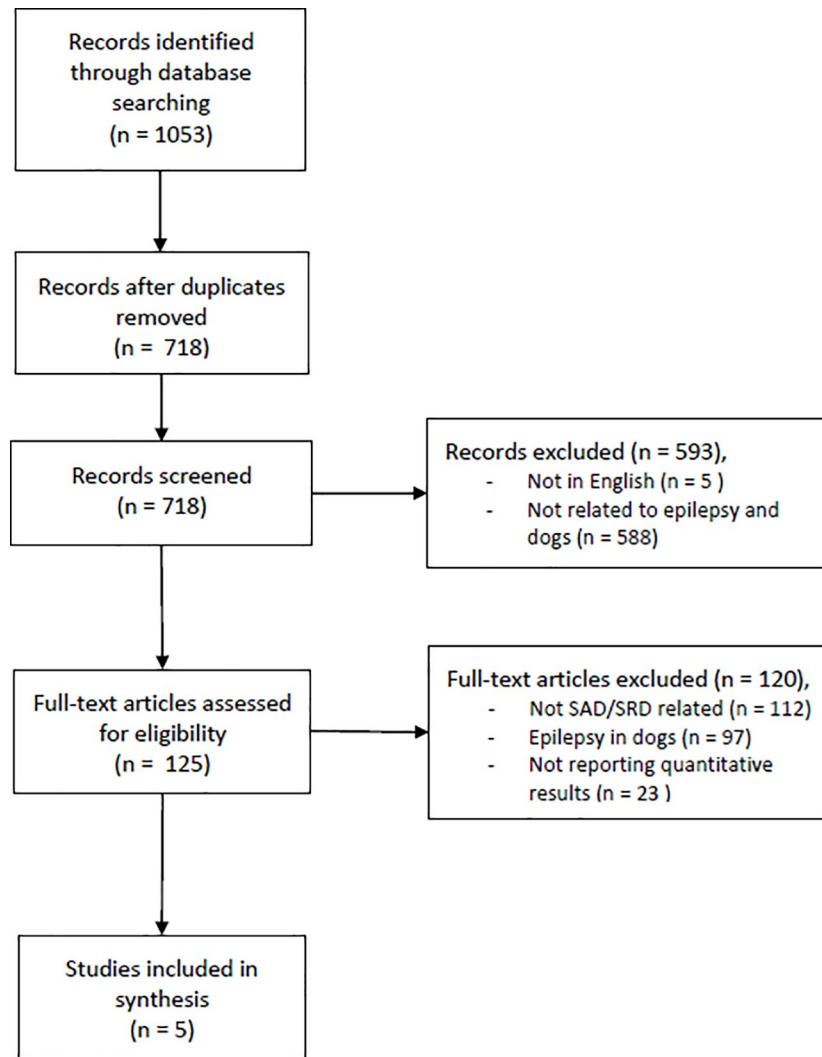 Records identified
through database
searching
(n = 1053)
Records after duplicates
removed
(n = 718)
Records screened
(n = 718)
Records excluded (n = 593),
- Not in English (n = 5 )
- Not related to epilepsy and
dogs (n = 588)
Full-text articles assessed
for eligibility
(n = 125)
Full-text articles excluded (n = 120),
- Not SAD/SRD related (n = 112)
- Epilepsy in dogs (n = 97)
- Not reporting quantitative
results (n = 23 )
Studies included in
synthesis
(n = 5)